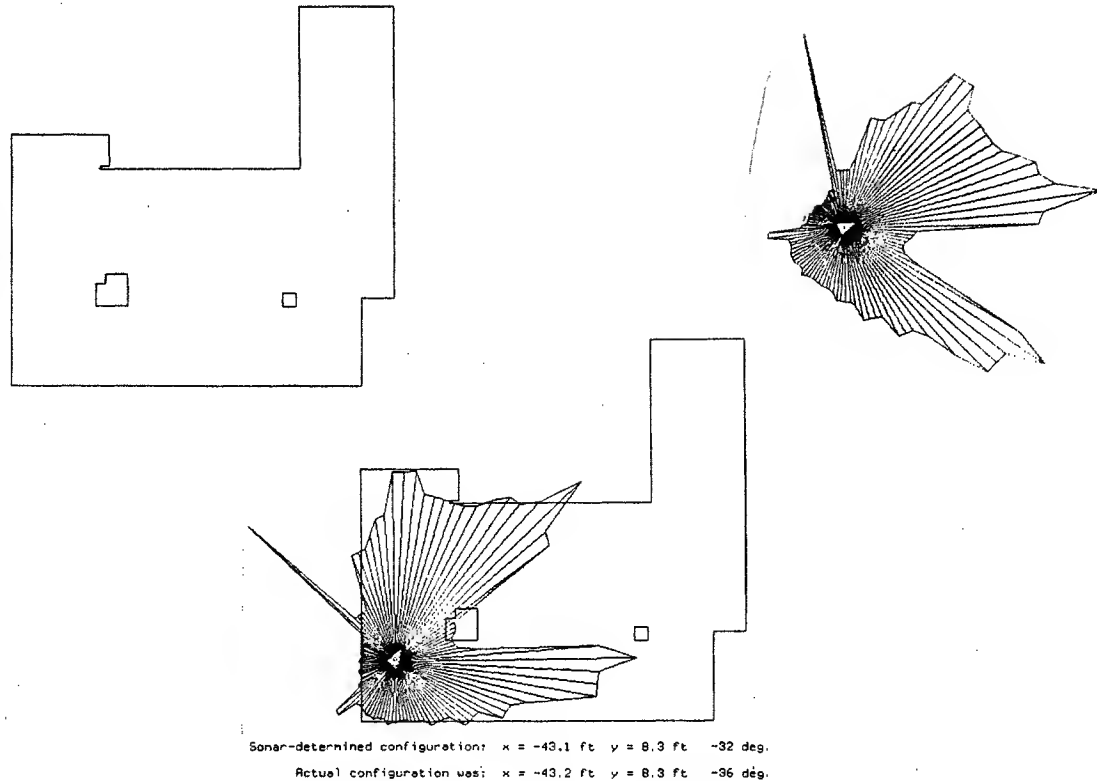 Sonar-determined configuration: x = -43.1 ft y = 8.3 ft -32 deg.
Actual configuration was: x = -43.2 ft y = 8.3 ft -36 deg.